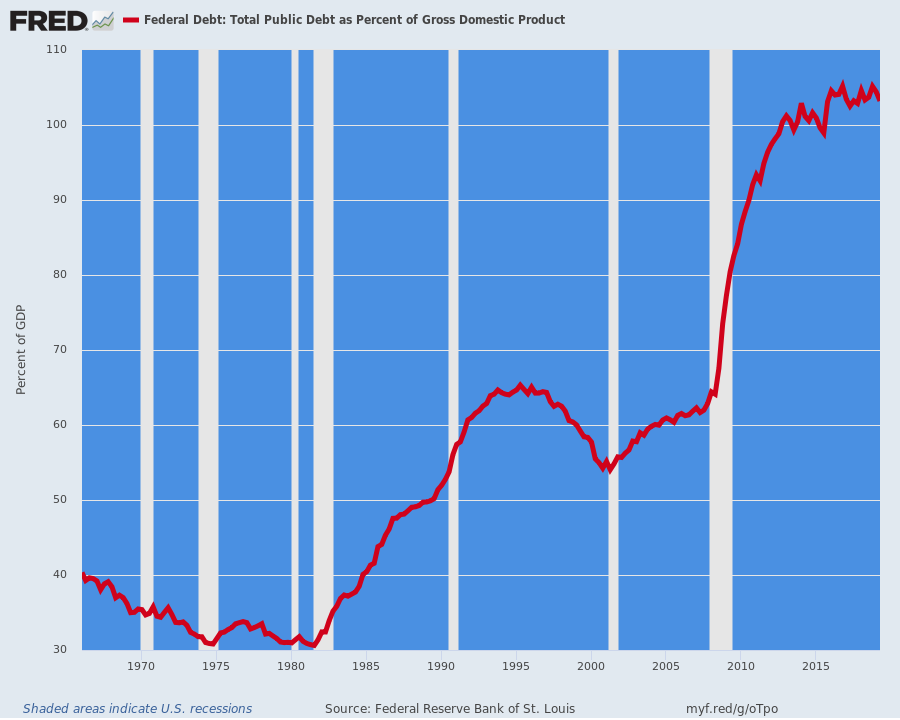 FRED Federal Debt: Total Public Debt as Percent of Gross Domestic Product
110
100
90
80
70
60
50
40
30
Percent of GDP
1970 1975 1980 1985 1990 1995 2000 2005 2010 2015
Shaded areas indicate U.S. recessions Source: Federal Reserve Bank of St. Louis myf.red/g/oTpo